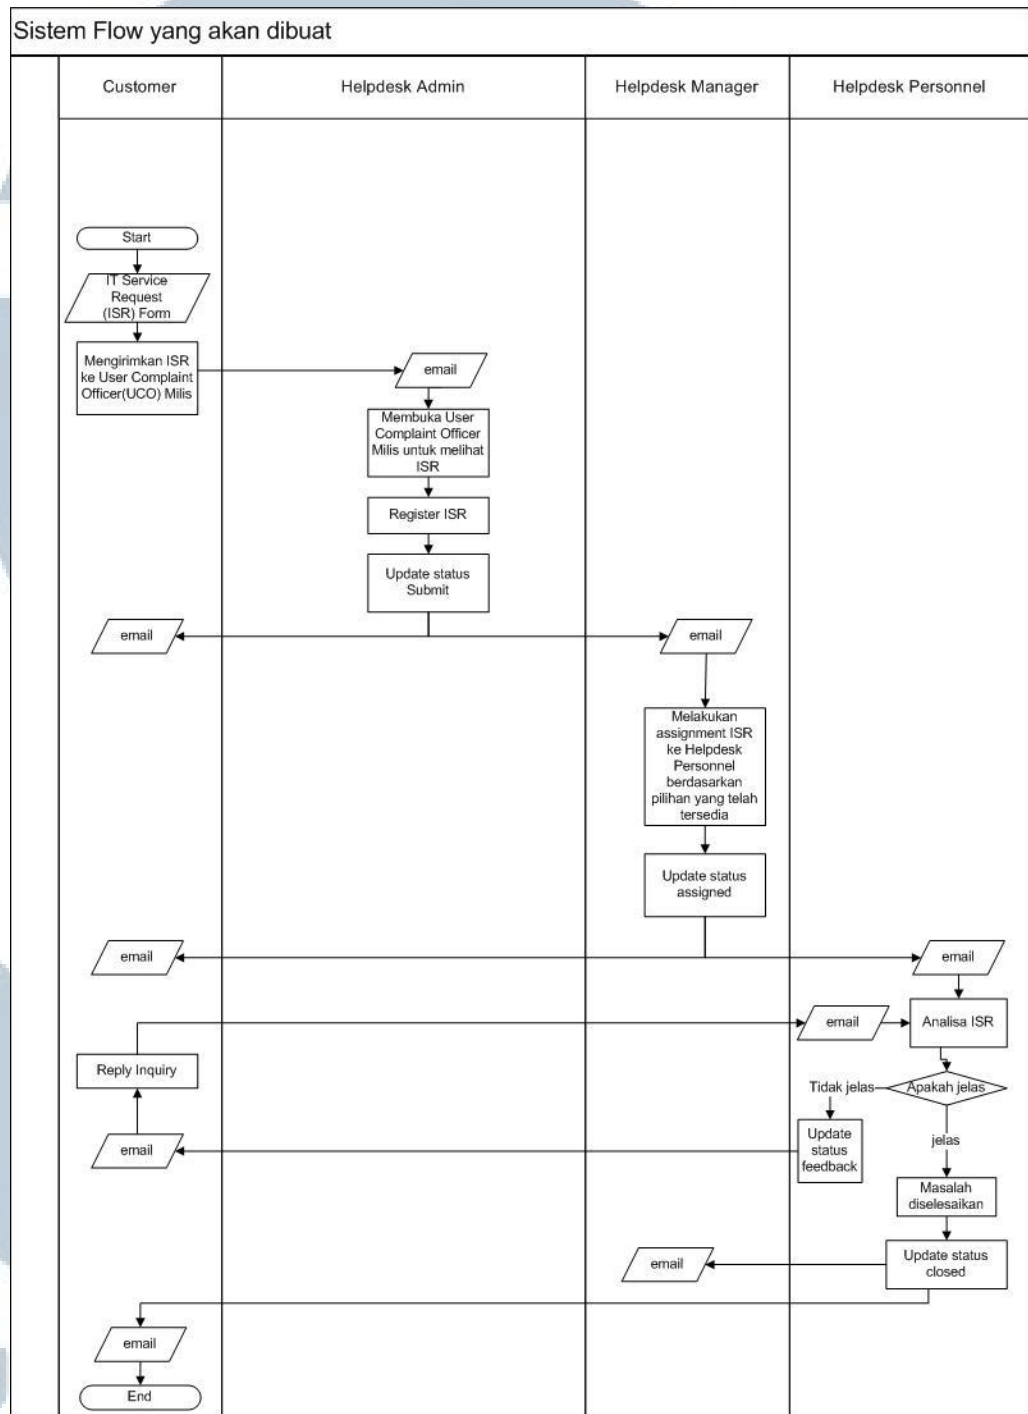 Sistem Flow yang akan dibuat
Customer
Helpdesk Admin
Helpdesk Manager
Helpdesk Personnel
Start
IT Service
Request
(ISR) Form
Mengirimkan ISR
ke User Complaint
Officer(UCO) Milis
email
Membuka User
Complaint Officer
Milis untuk melihat
ISR
Register ISR
Update status
Submit
email
email
Melakukan
assignment ISR
ke Helpdesk
Personnel
berdasarkan
pilihan yang telah
tersedia
Update status
assigned
email
email
email
Analisa ISR
Reply Inquiry
Tidak jelas
Apakah jelas
Update
status
feedback
email
jelas
Masalah
diselesaikan
Update status
closed
email
email
End